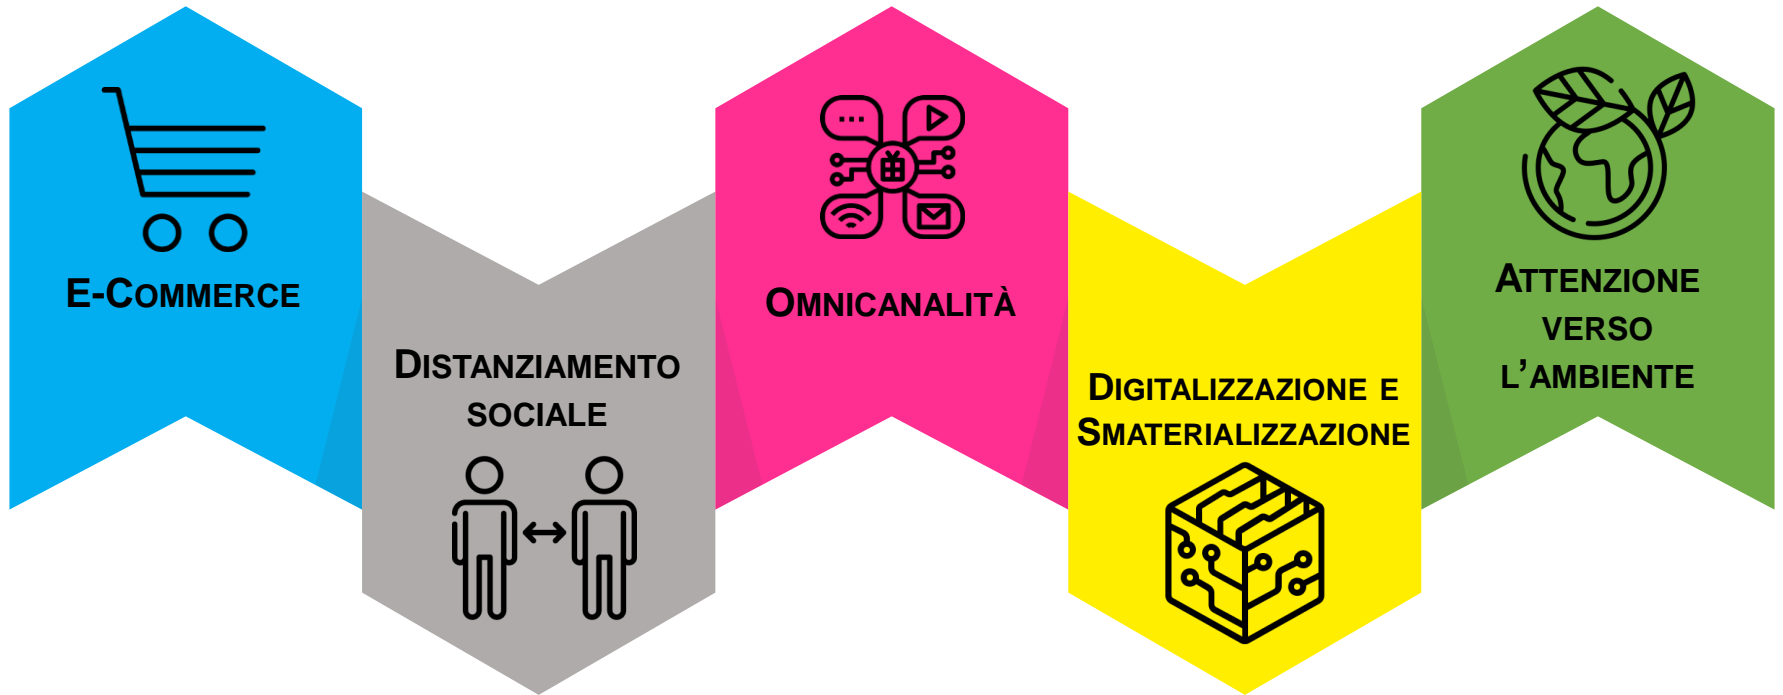 E-Commerce
Distanziamento
sociale
Omnicanalità
Digitalizzazione e
Smaterializzazione
Attenzione
verso
l'ambiente